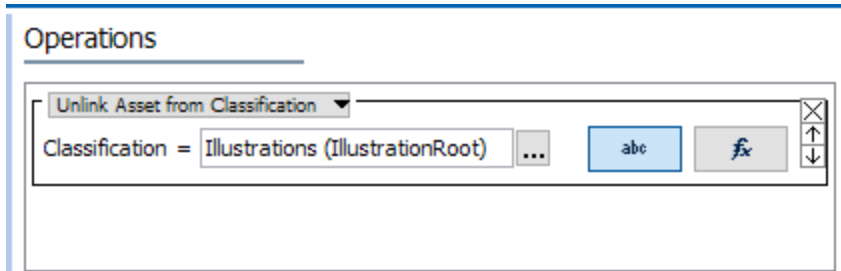 Operations
Unlink Asset from Classification
Classification = Illustrations (IllustrationRoot) ... abc fx